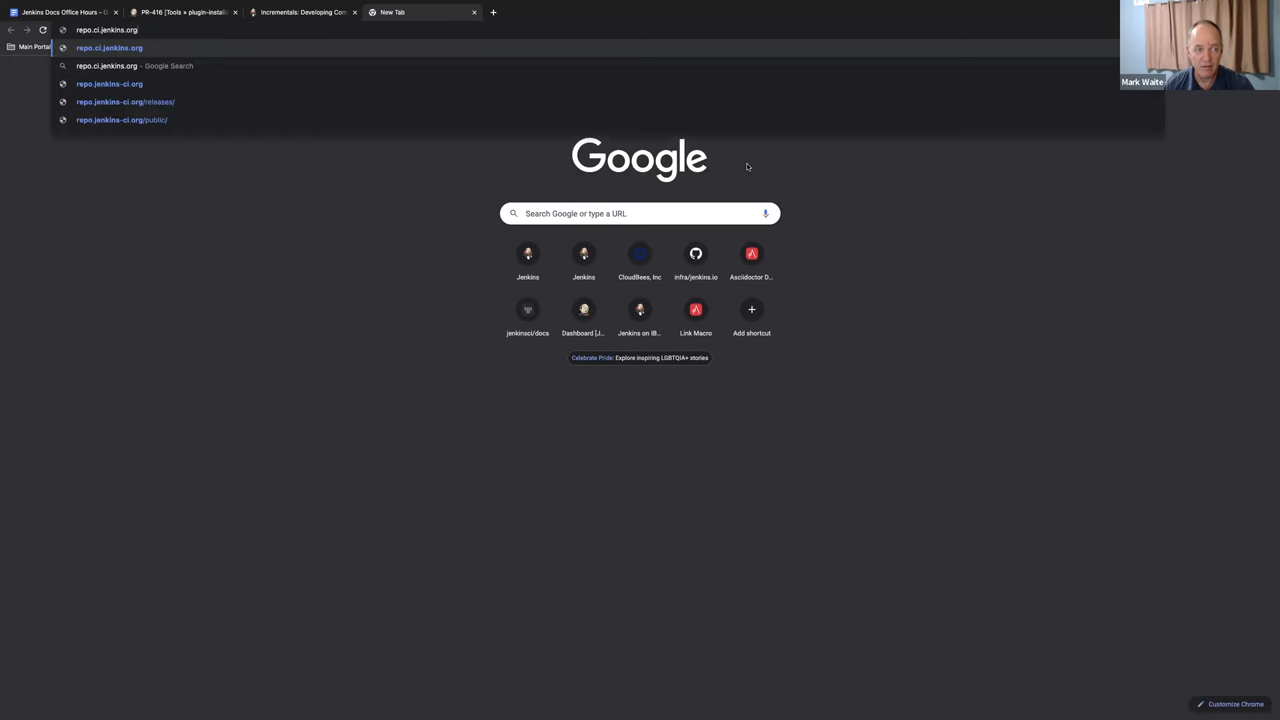 Jenkins Docs Office Hours - G
PR-416 [Tools » plugin-installa
Incrementals: Developing Con
New Tab
repo.ci.jenkins.org
Main Portal
repo.ci.jenkins.org
repo.ci.jenkins.org - Google Search
repo.jenkins-ci.org
repo.jenkins-ci.org/releases/
repo.jenkins-ci.org/public/
Mark Waite
Google
Search Google or type a URL
Jenkins
Jenkins
CloudBees, Inc
infra/jenkins.io
Asciidoctor D...
jenkinsci/docs
Dashboard [J...
Jenkins on IB...
Link Macro
Add shortcut
Celebrate Pride: Explore inspiring LGBTQIA+ stories
Customize Chrome